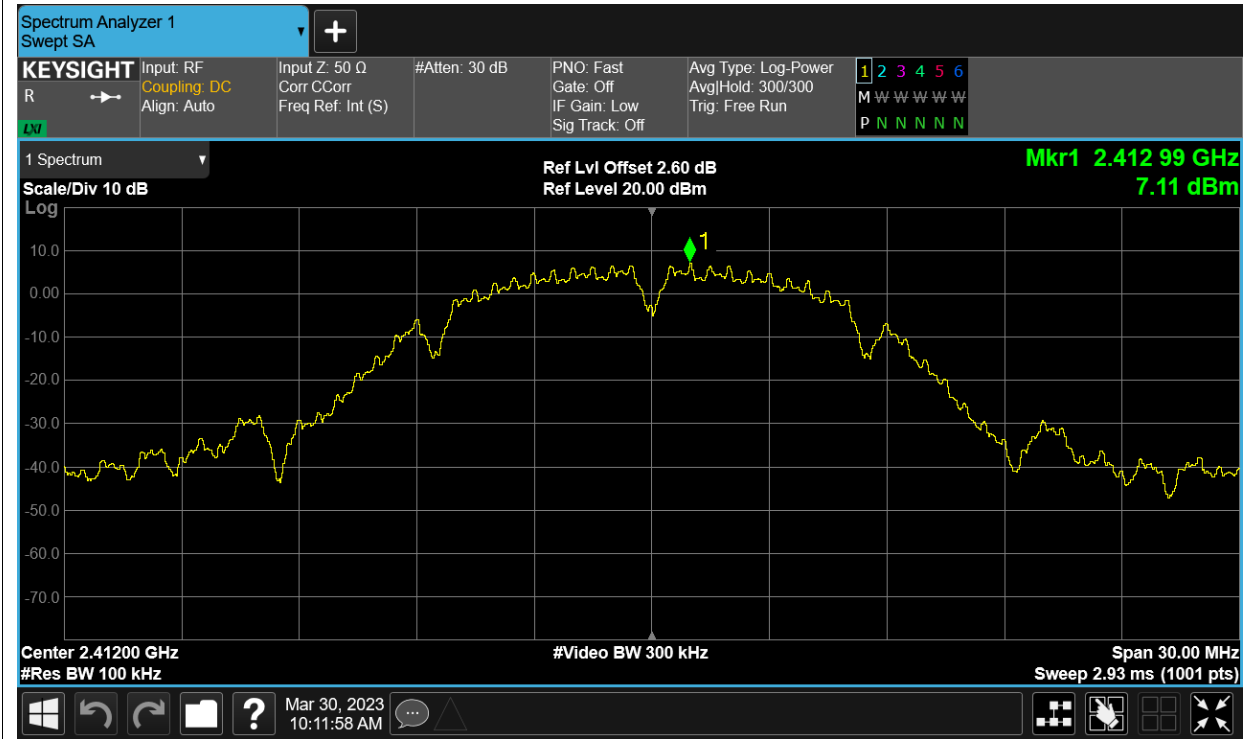 Spectrum Analyzer 1
Swept SA
KEYSIGHT
R
LXI
Input: RF
Coupling: DC
Align: Auto
Input Z: 50 Ω
Corr CCorr
Freq Ref: Int (S)
#Atten: 30 dB
PNO: Fast
Gate: Off
IF Gain: Low
Sig Track: Off
Avg Type: Log-Power
Avg|Hold: 300/300
Trig: Free Run
1 2 3 4 5 6
M W W W W W
P N N N N N
1 Spectrum
Scale/Div 10 dB
Ref Lvl Offset 2.60 dB
Ref Level 20.00 dBm
Mkr1 2.412 99 GHz
7.11 dBm
Log
1
10.0
0.00
-10.0
-20.0
-30.0
-40.0
-50.0
-60.0
-70.0
Center 2.41200 GHz
#Video BW 300 kHz
Span 30.00 MHz
#Res BW 100 kHz
Sweep 2.93 ms (1001 pts)
?
Mar 30, 2023
10:11:58 AM